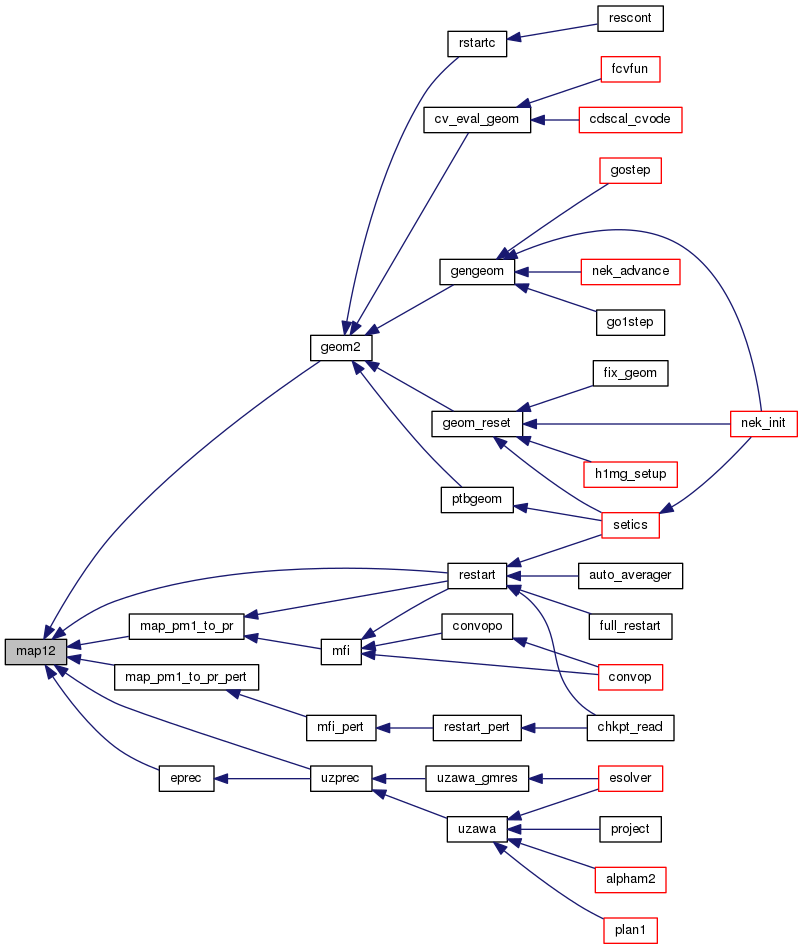 rescont
rstartc
fcvfun
cv_eval_geom
cdscal_cvode
gostep
gengeom
nek_advance
go1step
geom2
fix_geom
geom_reset
nek_init
h1mg_setup
ptbgeom
setics
restart
auto_averager
map_pm1_to_pr
convopo
full_restart
map12
mfi
map_pm1_to_pr_pert
convop
mfi_pert
restart_pert
chkpt_read
eprec
uzprec
uzawa_gmres
esolver
uzawa
project
alpham2
plan1